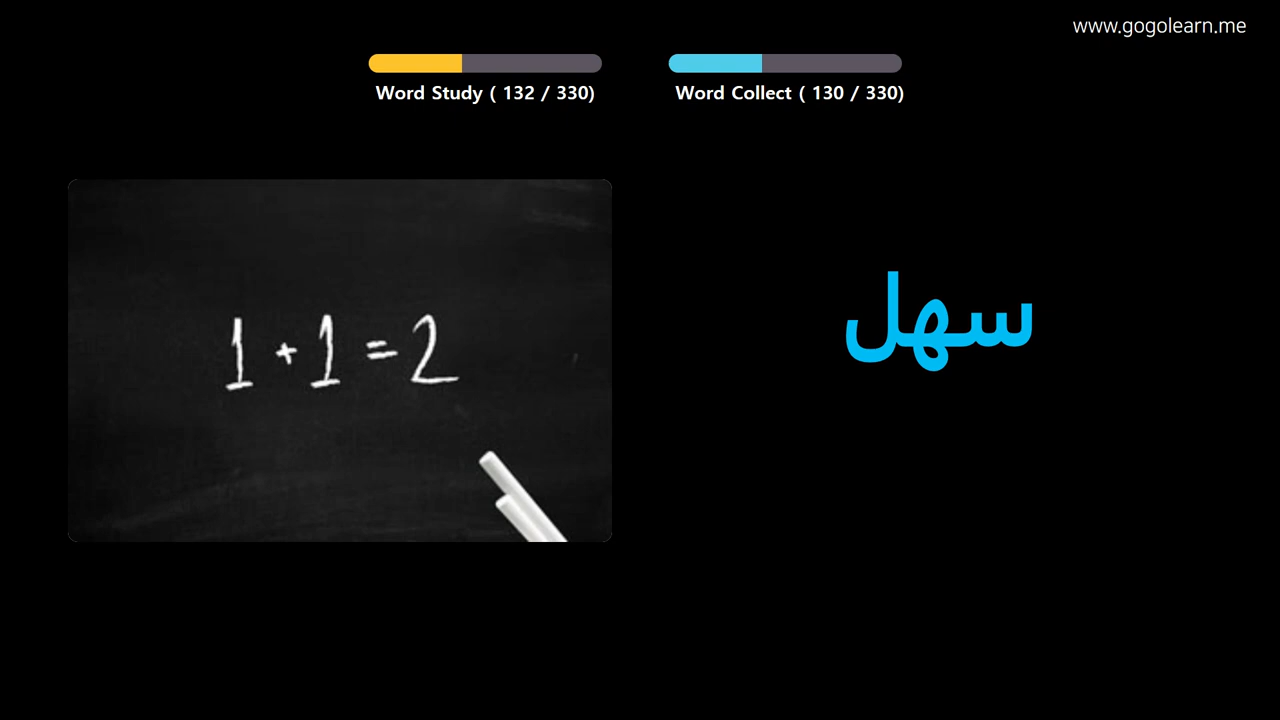 www.gogolearn.me
Word Study ( 132 / 330)
Word Collect ( 130 / 330)
1 + 1 = 2
سهل